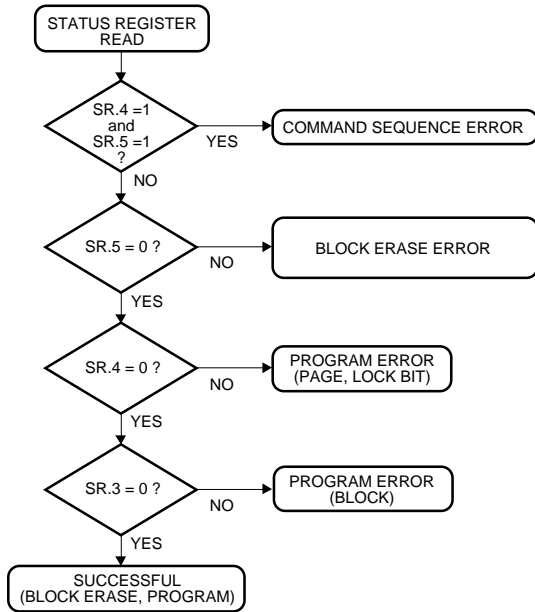 STATUS REGISTER
READ
SR.4 =1
and
SR.5 =1
?
YES
COMMAND SEQUENCE ERROR
NO
SR.5 = 0 ?
NO
BLOCK ERASE ERROR
YES
SR.4 = 0 ?
NO
PROGRAM ERROR
(PAGE, LOCK BIT)
YES
SR.3 = 0 ?
NO
PROGRAM ERROR
(BLOCK)
YES
SUCCESSFUL
(BLOCK ERASE, PROGRAM)